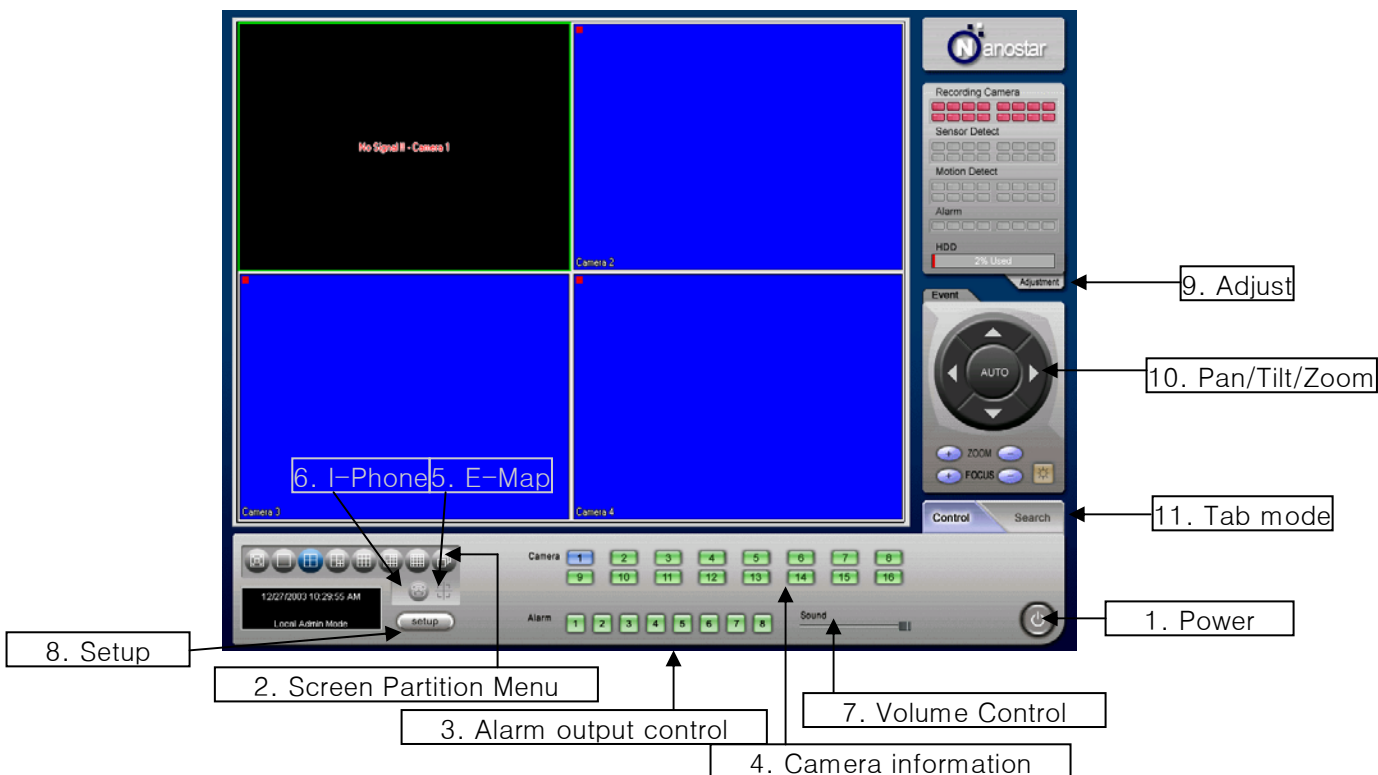 Nanostar
Recording Camera
Sensor Detect
Motion Detect
Alarm
HDD
2% Used
Adjustment
9. Adjust
No Signal !! - Camera 1
Camera 2
Event
AUTO
10. Pan/Tilt/Zoom
ZOOM
FOCUS
6. I-Phone
5. E-Map
Camera 3
Camera 4
Control
Search
11. Tab mode
Camera
1 2 3 4 5 6 7 8
9 10 11 12 13 14 15 16
12/27/2003 10:29:55 AM
Local Admin Mode
setup
Alarm
1 2 3 4 5 6 7 8
Sound
1. Power
8. Setup
2. Screen Partition Menu
7. Volume Control
3. Alarm output control
4. Camera information